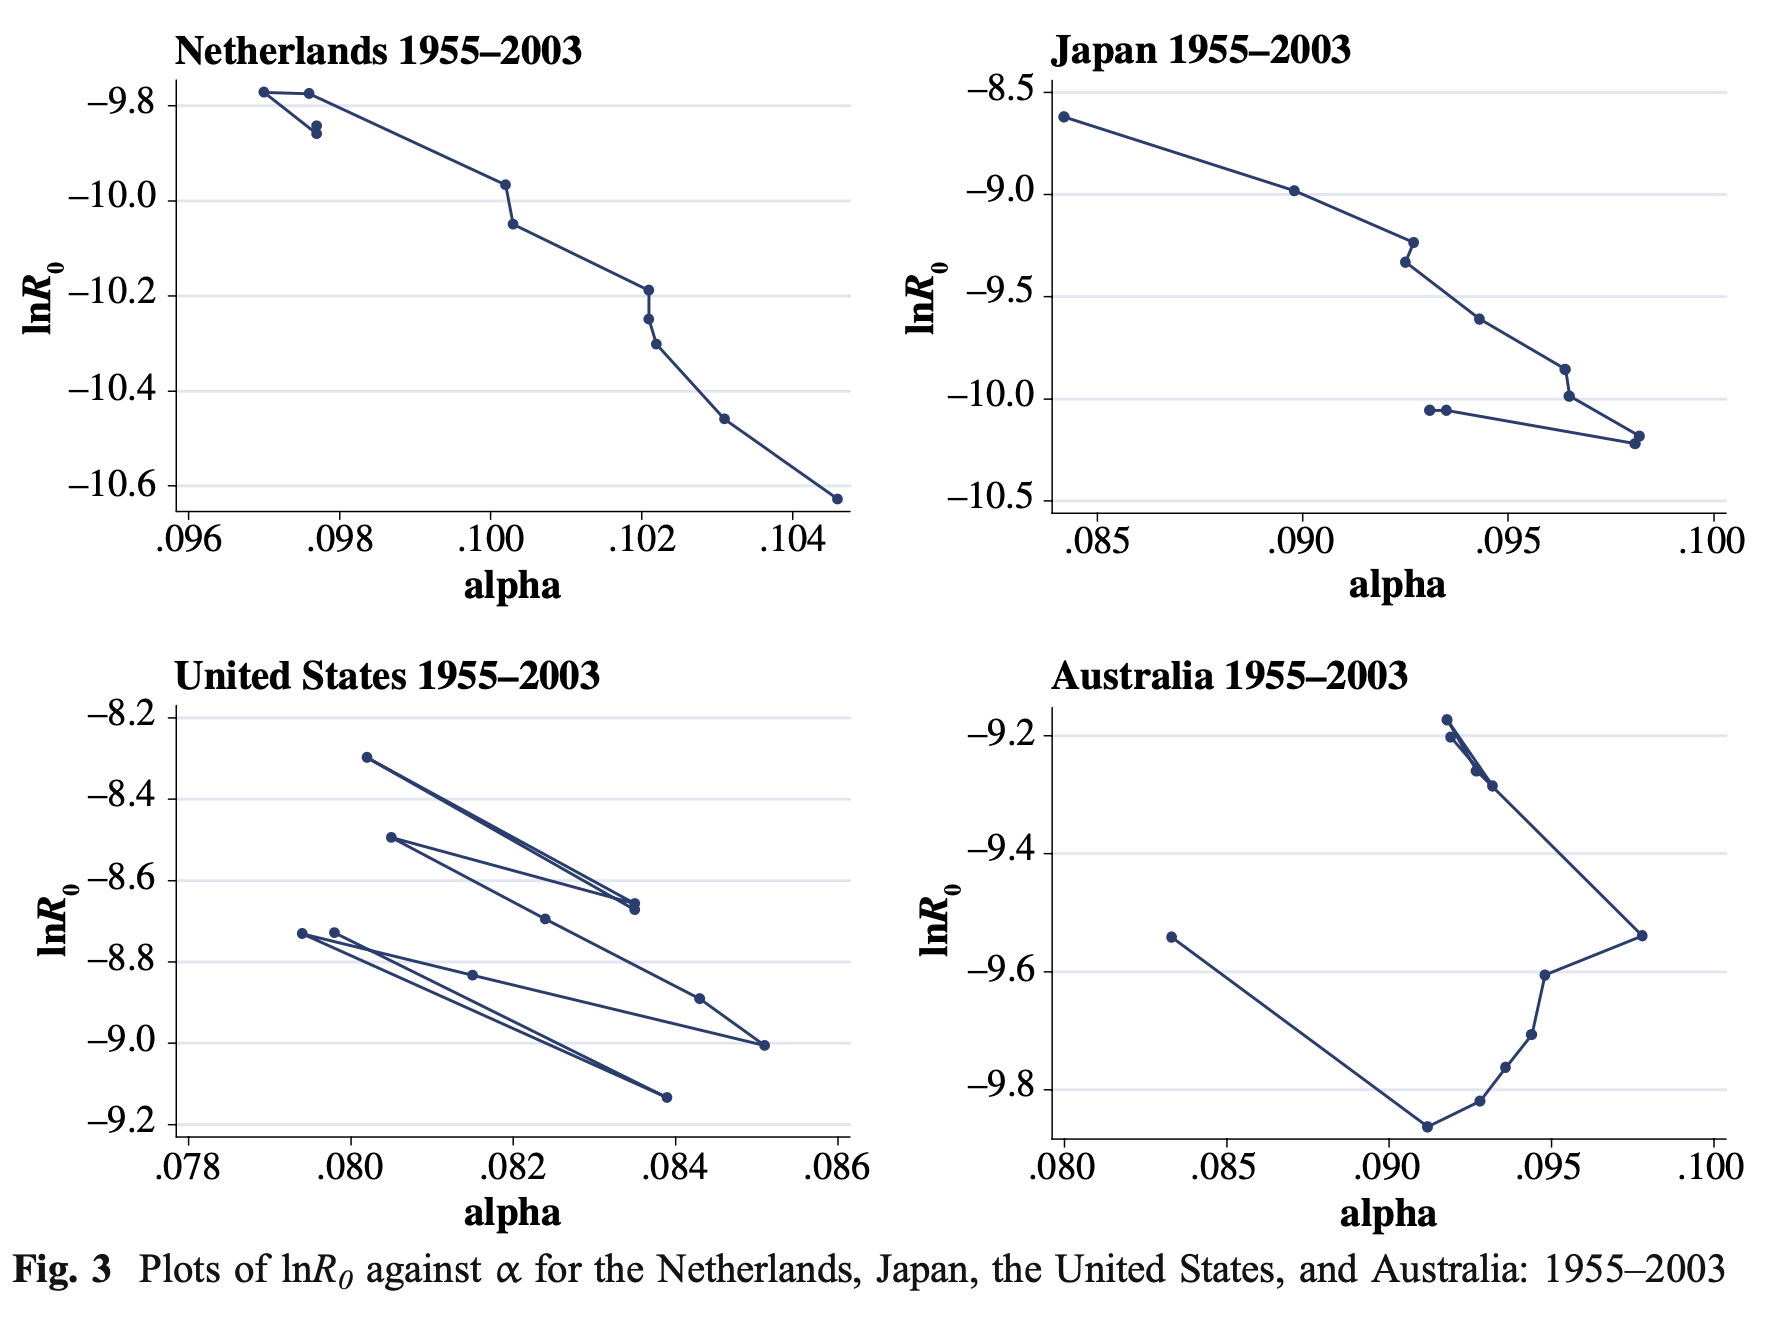 Netherlands 1955–2003
–9.8
–10.0
–10.2
–10.4
–10.6
lnR0
.096 .098 .100 .102 .104
alpha
Japan 1955–2003
–8.5
–9.0
–9.5
–10.0
–10.5
lnR0
.085 .090 .095 .100
alpha
United States 1955–2003
–8.2
–8.4
–8.6
–8.8
–9.0
–9.2
lnR0
.078 .080 .082 .084 .086
alpha
Australia 1955–2003
–9.2
–9.4
–9.6
–9.8
lnR0
.080 .085 .090 .095 .100
alpha
Fig. 3 Plots of lnR0 against α for the Netherlands, Japan, the United States, and Australia: 1955–2003